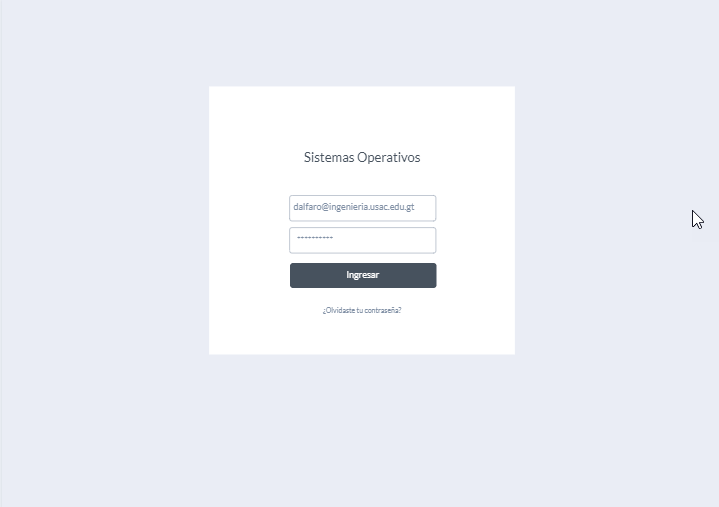 Sistemas Operativos
dalfaro@ingenieria.usac.edu.gt
----------
Ingresar
¿Olvidaste tu contraseña?